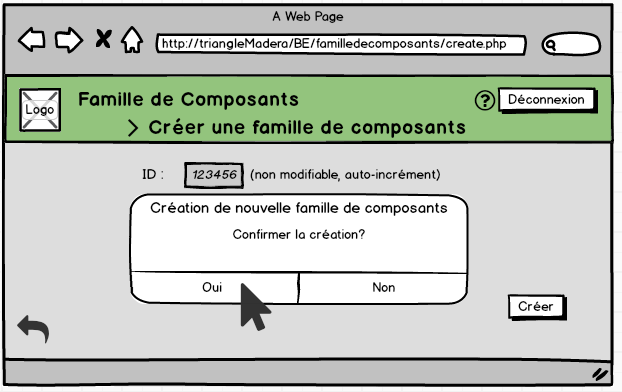 A Web Page
http://triangleMadera/BE/familledecomposants/create.php
Logo
Famille de Composants
? Déconnexion
> Créer une famille de composants
ID : 123456 (non modifiable, auto-incrément)
Création de nouvelle famille de composants
Confirmer la création?
Oui Non
Créer